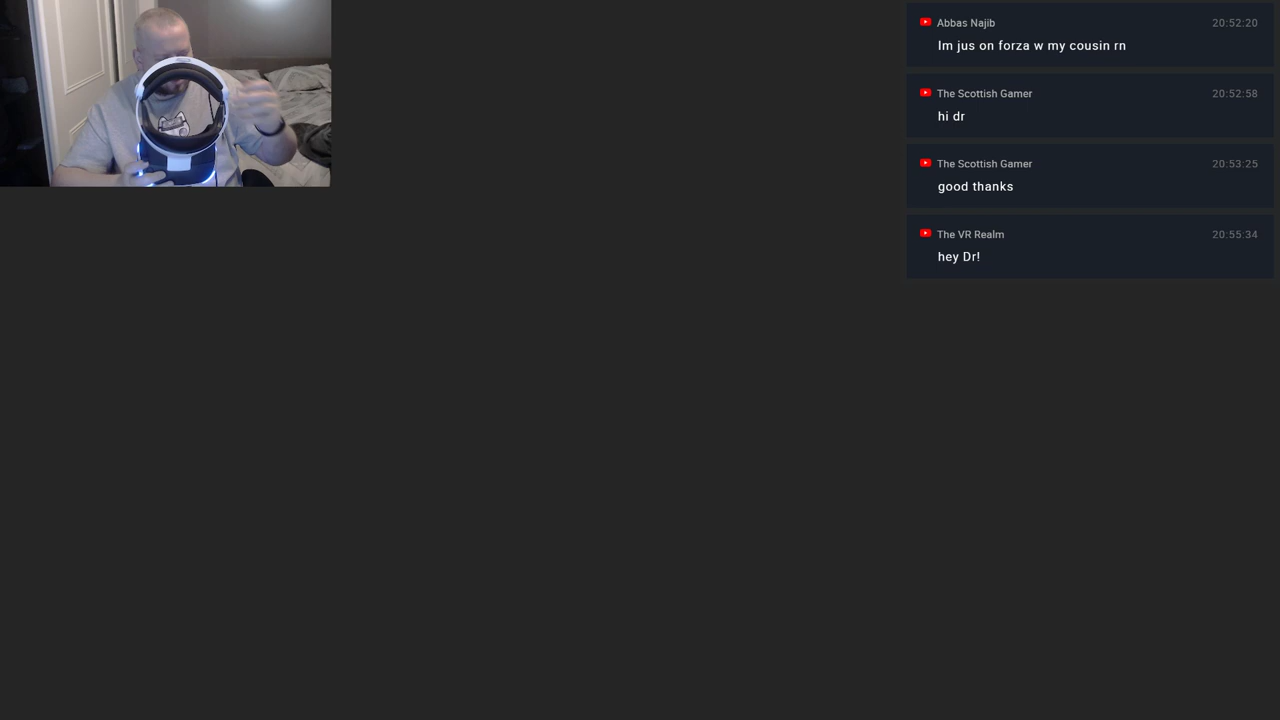 Abbas Najib 20:52:20
Im jus on forza w my cousin rn
The Scottish Gamer 20:52:58
hi dr
The Scottish Gamer 20:53:25
good thanks
The VR Realm 20:55:34
hey Dr!